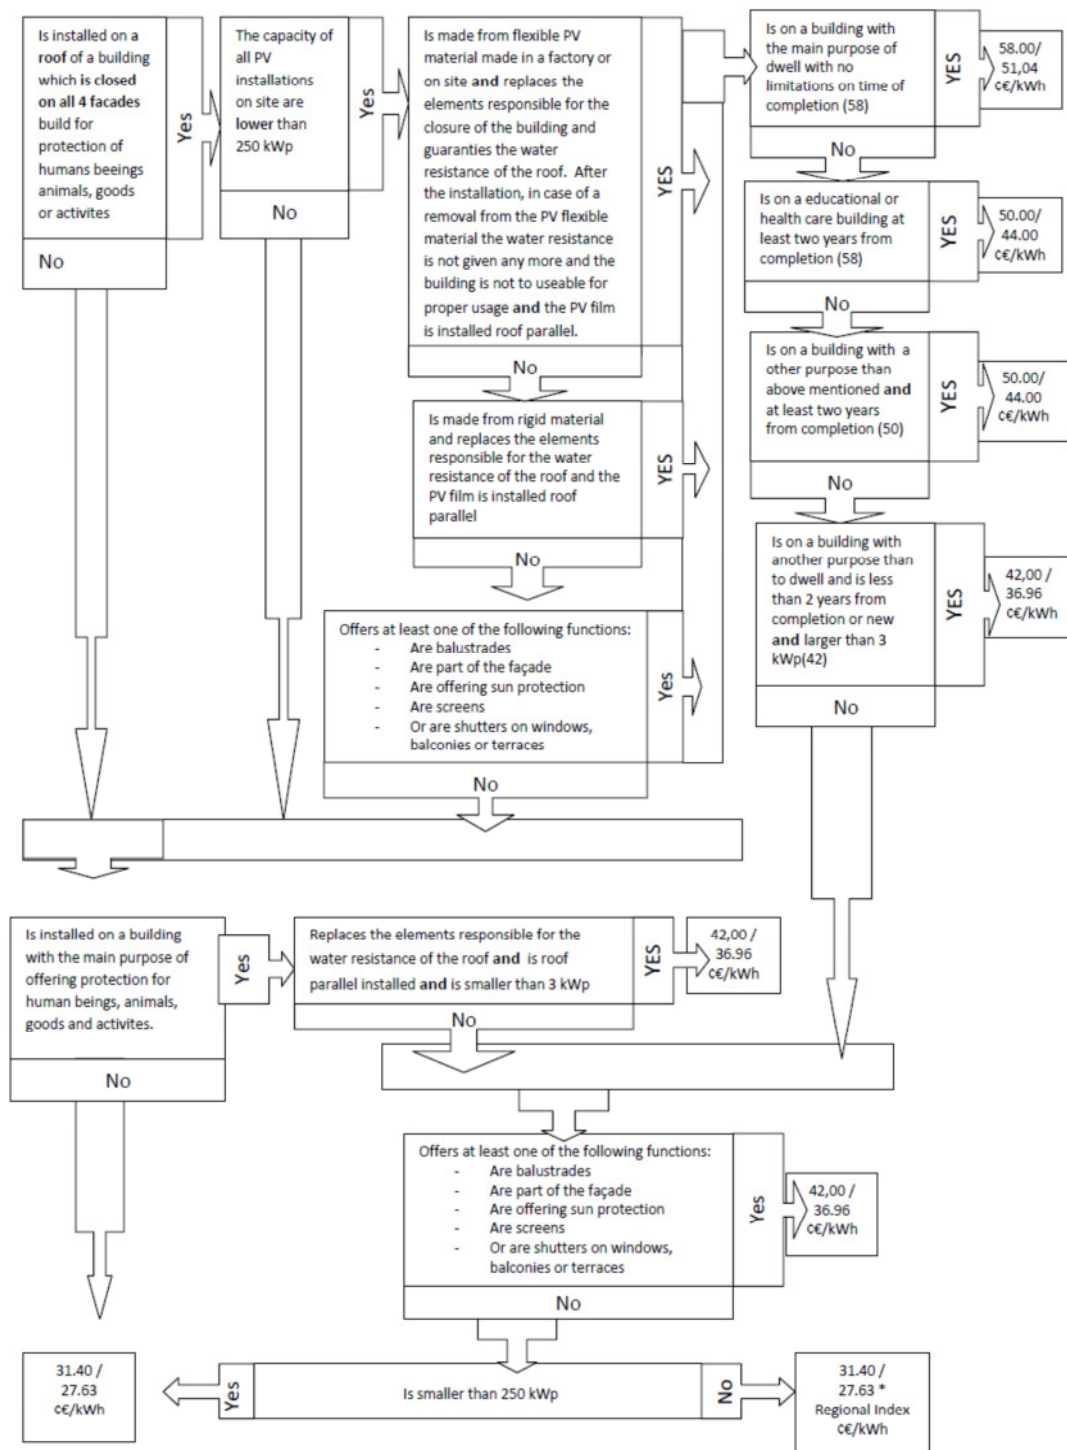 Is installed on a
roof of a building
which is closed
on all 4 facades
build for
protection of
humans beeings
animals, goods
or activites
Yes
No
The capacity of
all PV
installations
on site are
lower than
250 kWp
Yes
No
Is made from flexible PV
material made in a factory or
on site and replaces the
elements responsible for the
closure of the building and
guaranties the water
resistance of the roof. After
the installation, in case of a
removal from the PV flexible
material the water resistance
is not given any more and the
building is not to useable for
proper usage and the PV film
is installed roof parallel.
YES
No
Is made from rigid material
and replaces the elements
responsible for the water
resistance of the roof and the
PV film is installed roof
parallel
YES
No
Offers at least one of the following functions:
- Are balustrades
- Are part of the façade
- Are offering sun protection
- Are screens
- Or are shutters on windows,
balconies or terraces
Yes
No
Is on a building with
the main purpose of
dwell with no
limitations on time of
completion (58)
YES
58.00/
51,04
c€/kWh
No
Is on a educational or
health care building at
least two years from
completion (58)
YES
50.00/
44.00
c€/kWh
No
Is on a building with a
other purpose than
above mentioned and
at least two years
from completion (50)
YES
50.00/
44.00
c€/kWh
No
Is on a building with
another purpose than
to dwell and is less
than 2 years from
completion or new
and larger than 3
kWp(42)
YES
42,00 /
36.96
c€/kWh
No
Is installed on a building
with the main purpose of
offering protection for
human beings, animals,
goods and activites.
Yes
No
Replaces the elements responsible for the
water resistance of the roof and is roof
parallel installed and is smaller than 3 kWp
YES
42,00 /
36.96
c€/kWh
No
Offers at least one of the following functions:
- Are balustrades
- Are part of the façade
- Are offering sun protection
- Are screens
- Or are shutters on windows,
balconies or terraces
Yes
42,00 /
36.96
c€/kWh
No
31.40 /
27.63
c€/kWh
Yes
Is smaller than 250 kWp
No
31.40 /
27.63 *
Regional Index
c€/kWh